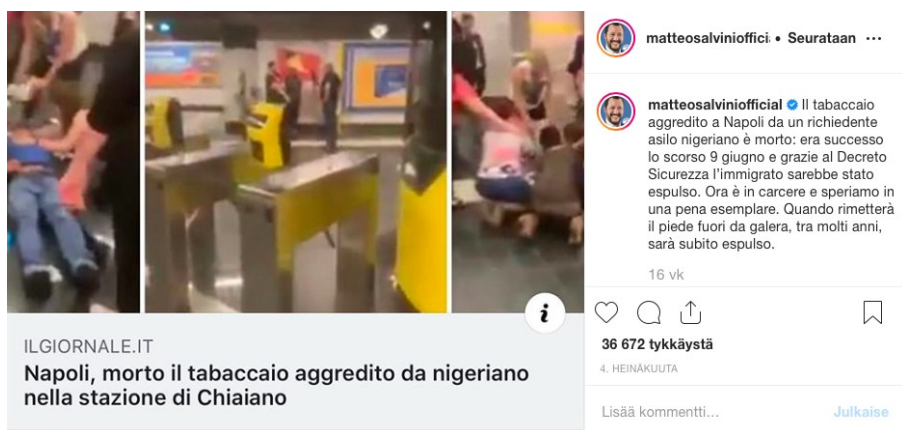 matteosalviniofficia • Seurataan ...
matteosalviniofficial Il tabaccaio
aggredito a Napoli da un richiedente
asilo nigeriano è morto: era successo
lo scorso 9 giugno e grazie al Decreto
Sicurezza l'immigrato sarebbe stato
espulso. Ora è in carcere e speriamo in
una pena esemplare. Quando rimetterà
il piede fuori da galera, tra molti anni,
sarà subito espulso.
16 vk
36 672 tykkäystä
4. HEINÄKUUTA
Lisää kommentti... Julkaise
i
ILGIORNALE.IT
Napoli, morto il tabaccaio aggredito da nigeriano
nella stazione di Chiaiano